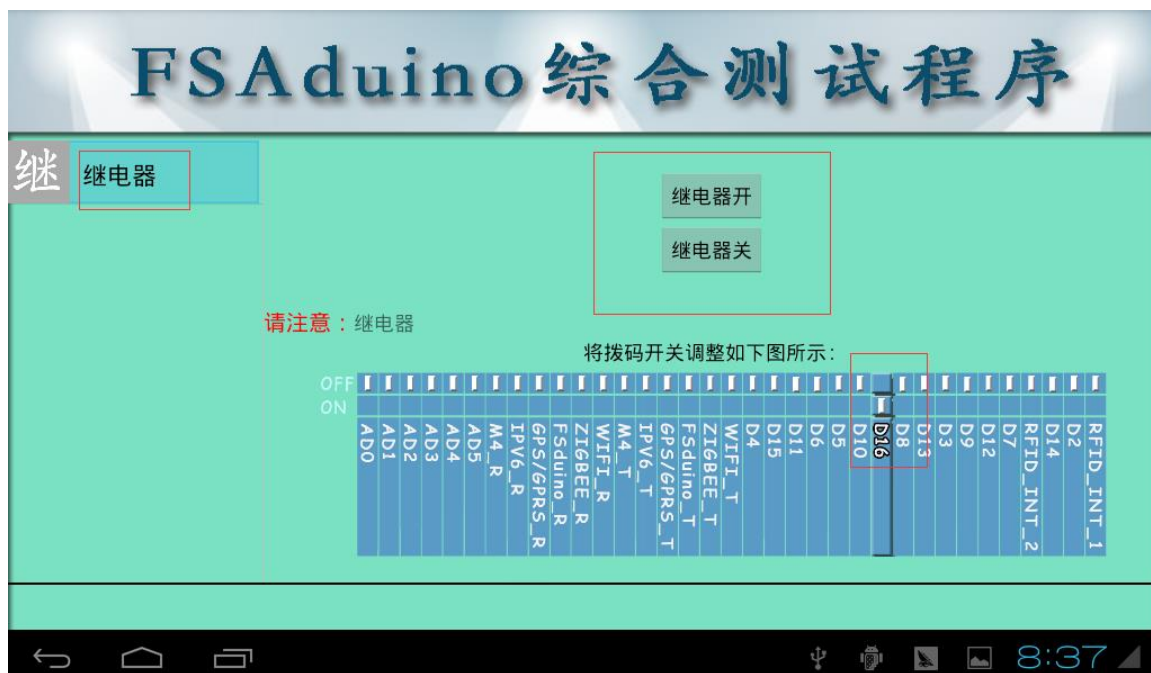 FSAduino综合测试程序
继 继电器
继电器开
继电器关
请注意：继电器
将拨码开关调整如下图所示:
OFF
ON
AD0
AD1
AD2
AD3
AD4
AD5
M4_R
IPV6_R
GPS/GPRS_R
FSduino_R
ZIGBEE_R
WIFI_R
M4_T
IPV6_T
GPS/GPRS_T
FSduino_T
ZIGBEE_T
WIFI_T
D4
D15
D11
D6
D5
D10
D16
D8
D13
D3
D9
D12
D7
RFID_INT_2
D14
D2
RFID_INT_1
8:37